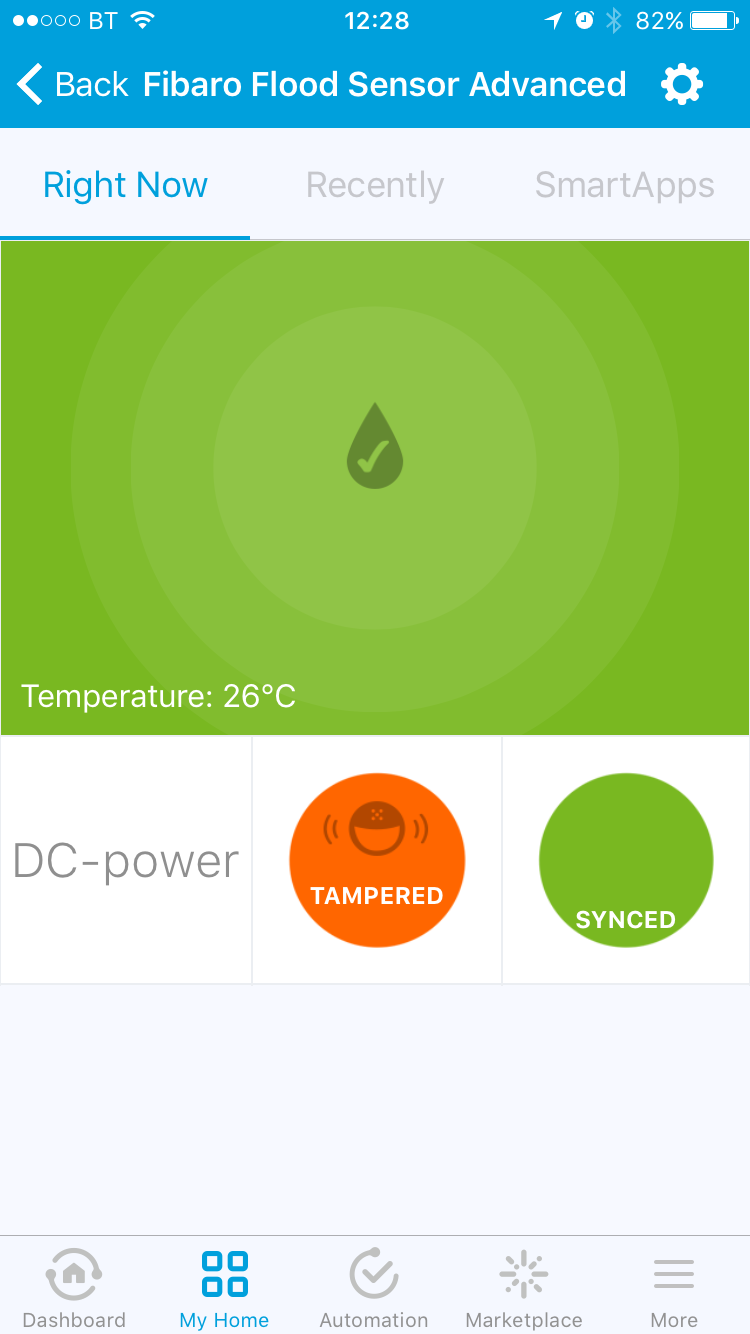 BT 12:28 82%
Back Fibaro Flood Sensor Advanced
Right Now Recently SmartApps
Temperature: 26°C
DC-power TAMPERED SYNCED
Dashboard My Home Automation Marketplace More